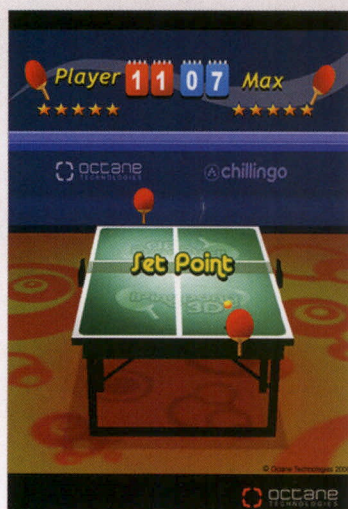 Player 11 07 Max
OCTANE TECHNOLOGIES chillingo
Set Point
© Octane Technologies
OCTANE
TECHNOLOGIES